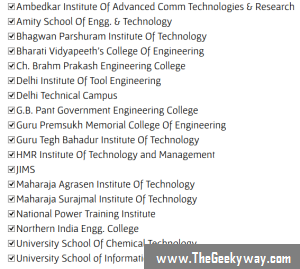 Ambedkar Institute Of Advanced Comm Technologies & Research
Amity School Of Engg. & Technology
Bhagwan Parshuram Institute Of Technology
Bharati Vidyapeeth's College Of Engineering
Ch. Brahm Prakash Engineering College
Delhi Institute Of Tool Engineering
Delhi Technical Campus
G.B. Pant Government Engineering College
Guru Premsukh Memorial College Of Engineering
Guru Tegh Bahadur Institute Of Technology
HMR Institute Of Technology and Management
JIMS
Maharaja Agrasen Institute Of Technology
Maharaja Surajmal Institute Of Technology
National Power Training Institute
Northern India Engg. College
University School Of Chemical Technology
University School of Informati
www.TheGeekyway.com